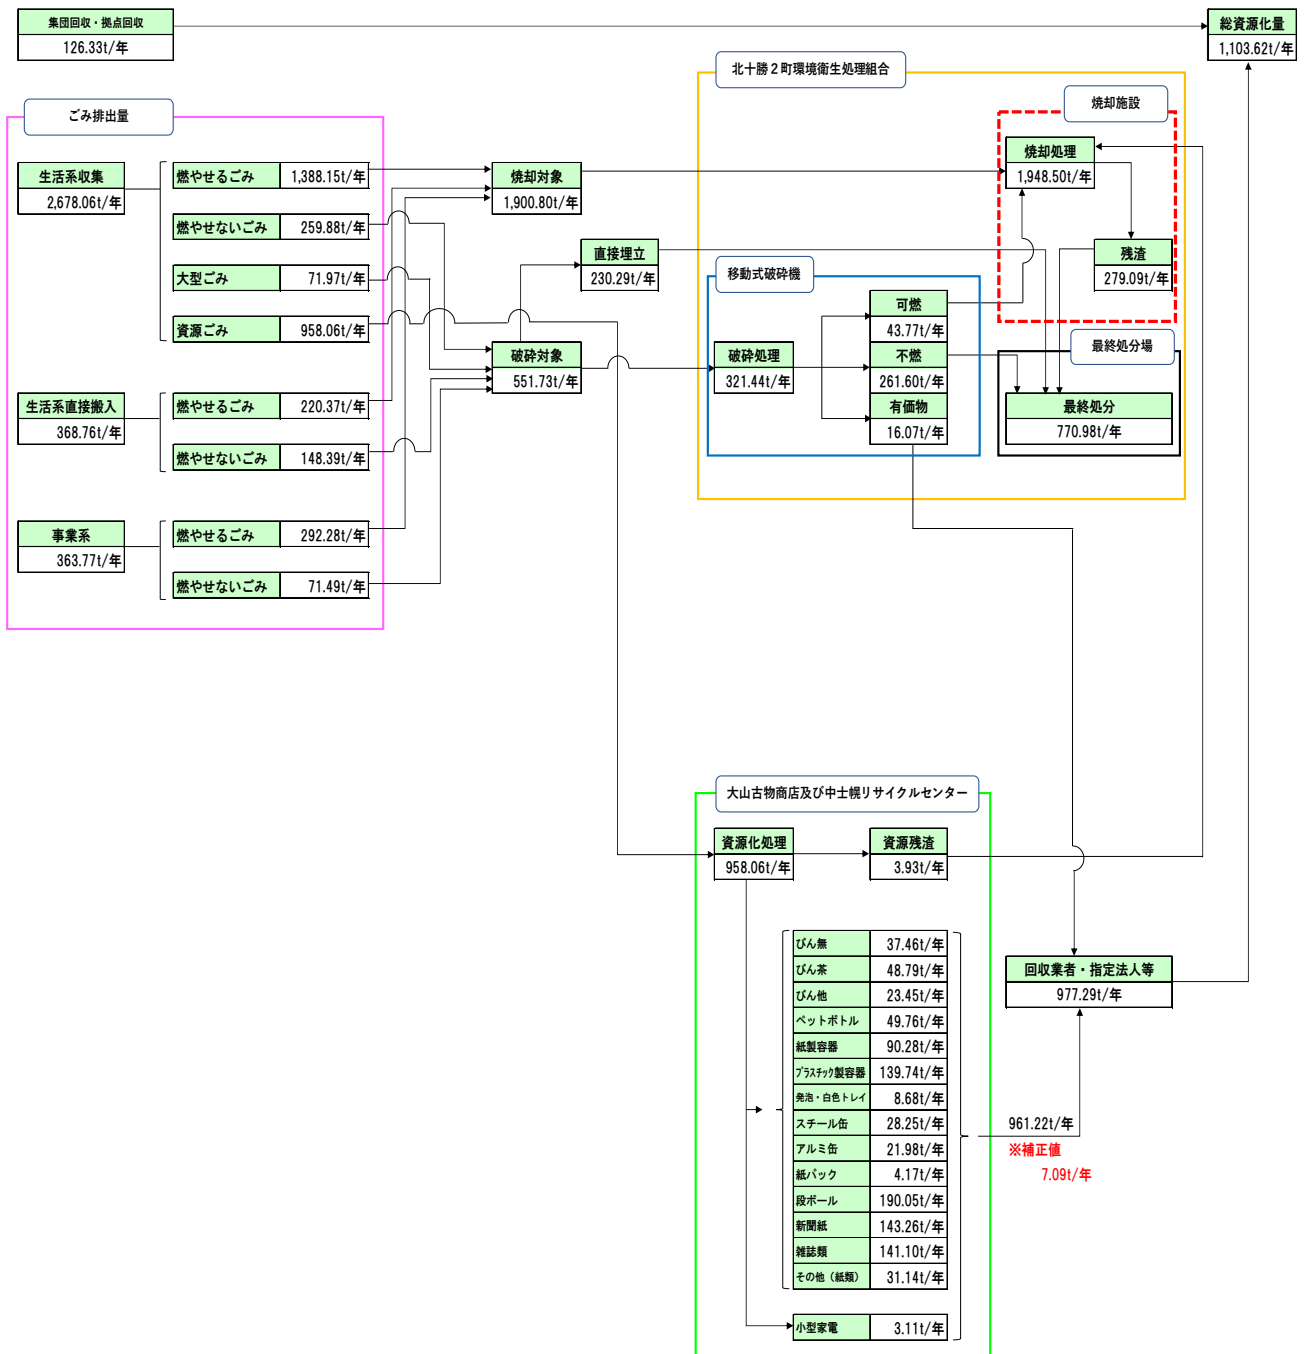 集団回収・拠点回収
126.33t/年
総資源化量
1,103.62t/年
北十勝２町環境衛生処理組合
ごみ排出量
焼却施設
生活系収集
2,678.06t/年
燃やせるごみ 1,388.15t/年
燃やせないごみ 259.88t/年
大型ごみ 71.97t/年
資源ごみ 958.06t/年
焼却対象
1,900.80t/年
焼却処理
1,948.50t/年
直接埋立
230.29t/年
残渣
279.09t/年
移動式破砕機
可燃
43.77t/年
破砕対象
551.73t/年
破砕処理
321.44t/年
不燃
261.60t/年
有価物
16.07t/年
最終処分場
最終処分
770.98t/年
生活系直接搬入
368.76t/年
燃やせるごみ 220.37t/年
燃やせないごみ 148.39t/年
事業系
363.77t/年
燃やせるごみ 292.28t/年
燃やせないごみ 71.49t/年
大山古物商店及び中士幌リサイクルセンター
資源化処理
958.06t/年
資源残渣
3.93t/年
びん無 37.46t/年
びん茶 48.79t/年
びん他 23.45t/年
ペットボトル 49.76t/年
紙製容器 90.28t/年
プラスチック製容器 139.74t/年
発泡・白色トレイ 8.68t/年
スチール缶 28.25t/年
アルミ缶 21.98t/年
紙パック 4.17t/年
段ボール 190.05t/年
新聞紙 143.26t/年
雑誌類 141.10t/年
その他（紙類） 31.14t/年
小型家電 3.11t/年
回収業者・指定法人等
977.29t/年
961.22t/年
※補正値
7.09t/年